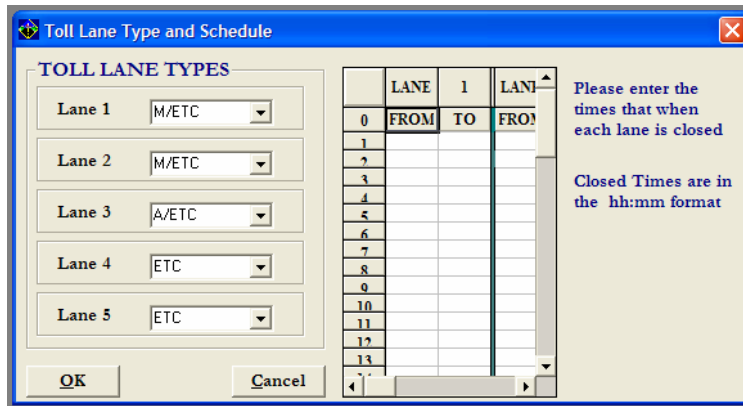 Toll Lane Type and Schedule
TOLL LANE TYPES
Lane 1 M/ETC
Lane 2 M/ETC
Lane 3 A/ETC
Lane 4 ETC
Lane 5 ETC
OK Cancel
LANE 1
0 FROM TO
1
2
3
4
5
6
7
8
9
10
11
12
13
Please enter the
times that when
each lane is closed
Closed Times are in
the hh:mm format